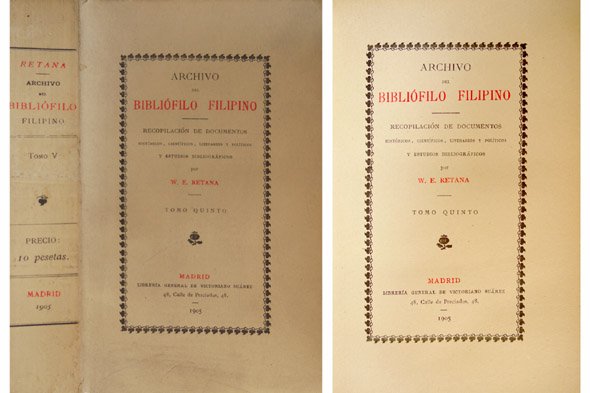 RETANA
ARCHIVO
DEL
BIBLIÓFILO
FILIPINO
TOMO V
PRECIO:
10 pesetas.
MADRID
1905
ARCHIVO
DEL
BIBLIÓFILO FILIPINO
RECOPILACIÓN DE DOCUMENTOS
HISTÓRICOS, CIENTÍFICOS, LITERARIOS Y POLÍTICOS
Y ESTUDIOS BIBLIOGRÁFICOS
por
W. E. RETANA
TOMO QUINTO
MADRID
LIBRERÍA GENERAL DE VICTORIANO SUÁREZ
48, Calle de Preciados, 48.
1905
ARCHIVO
DEL
BIBLIÓFILO FILIPINO
RECOPILACIÓN DE DOCUMENTOS
HISTÓRICOS, CIENTÍFICOS, LITERARIOS Y POLÍTICOS
Y ESTUDIOS BIBLIOGRÁFICOS
por
W. E. RETANA
TOMO QUINTO
MADRID
LIBRERÍA GENERAL DE VICTORIANO SUÁREZ
48, Calle de Preciados, 48.
1905